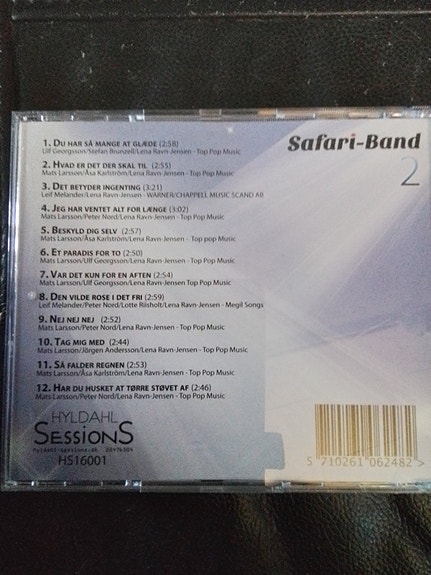 Safari-Band
2
1. DU HAR SÅ MANGE AT GLÆDE (2:58)
Ulf Georgsson/Stefan Brunzell/Lena Ravn-Jensen - Top Pop Music
2. HVAD ER DET DER SKAL TIL (2:55)
Mats Larsson/Åsa Karlström/Lena Ravn-Jensen - Top Pop Music
3. DET BETYDER INGENTING (3:21)
Leif Melander/Lena Ravn-Jensen - WARNER/CHAPPELL MUSIC SCAND AB
4. JEG HAR VENTET ALT FOR LÆNGE (3:02)
Mats Larsson/Peter Nord/Lena Ravn-Jensen - Top Pop Music
5. BESKYLD DIG SELV (2:57)
Mats Larsson/Åsa Karlström/Lena Ravn-Jensen - Top pop Music
6. ET PARADIS FOR TO (2:50)
Mats Larsson/Ulf Georgsson/Lena Ravn-Jensen - Top Pop Music
7. VAR DET KUN FOR EN AFTEN (2:54)
Mats Larsson/Ulf Georgsson/Lena Ravn-Jensen - Top Pop Music
8. DEN VILDE ROSE I DET FRI (2:59)
Leif Melander/Peter Nord/Lotte Riisholt/Lena Ravn-Jensen - Megil Songs
9. NEJ NEJ NEJ (2:52)
Mats Larsson/Peter Nord/Lena Ravn-Jensen - Top Pop Music
10. TAG MIG MED (2:44)
Mats Larsson/Jörgen Andersson/Lena Ravn-Jensen - Top Pop Music
11. SÅ FALDER REGNEN (2:53)
Mats Larsson/Åsa Karlström/Lena Ravn-Jensen - Top Pop Music
12. HAR DU HUSKET AT TØRRE STØVET AF (2:46)
Mats Larsson/Peter Nord/Lena Ravn-Jensen - Top Pop Music
HYLDAHL
SESSIONS
Hyldahl-Sessions.dk
HS16001
5 710261 062482 >